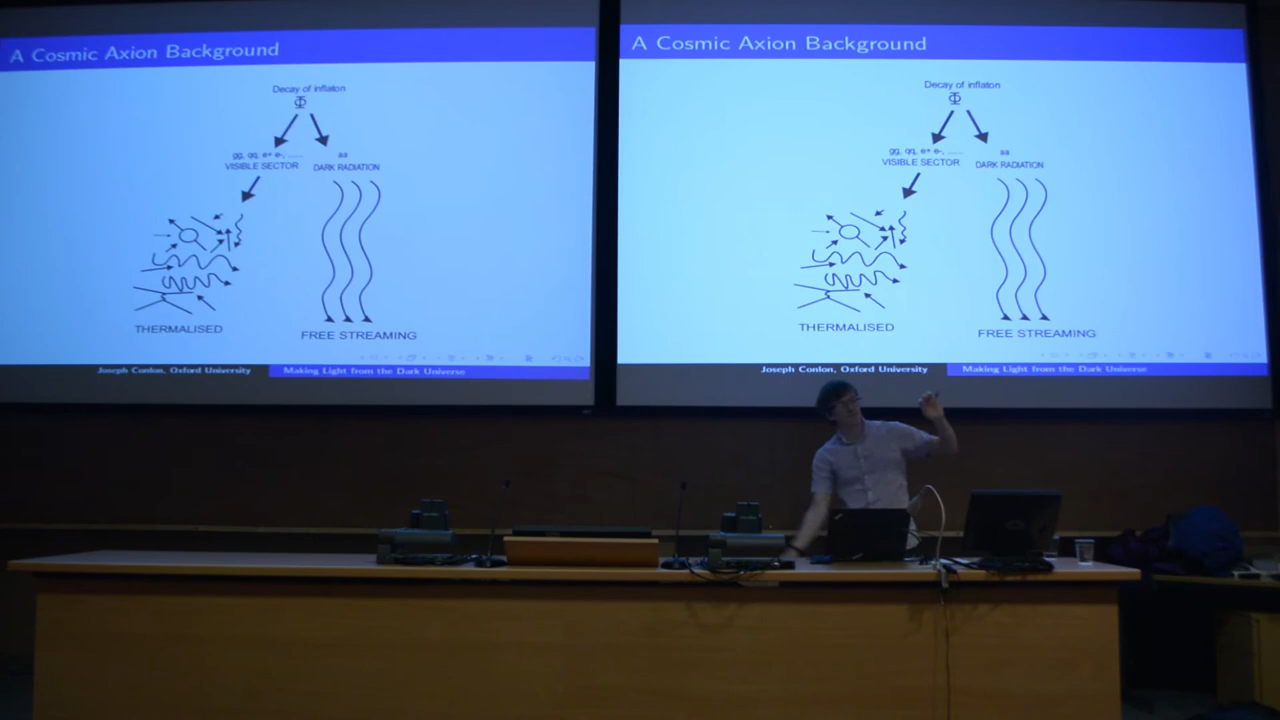 A Cosmic Axion Background
Decay of inflaton
Φ
gg, qq, e+ e-, .....
aa
VISIBLE SECTOR
DARK RADIATION
THERMALISED
FREE STREAMING
Joseph Conlon, Oxford University
Making Light from the Dark Universe
A Cosmic Axion Background
Decay of inflaton
Φ
gg, qq, e+ e-, .....
aa
VISIBLE SECTOR
DARK RADIATION
THERMALISED
FREE STREAMING
Joseph Conlon, Oxford University
Making Light from the Dark Universe